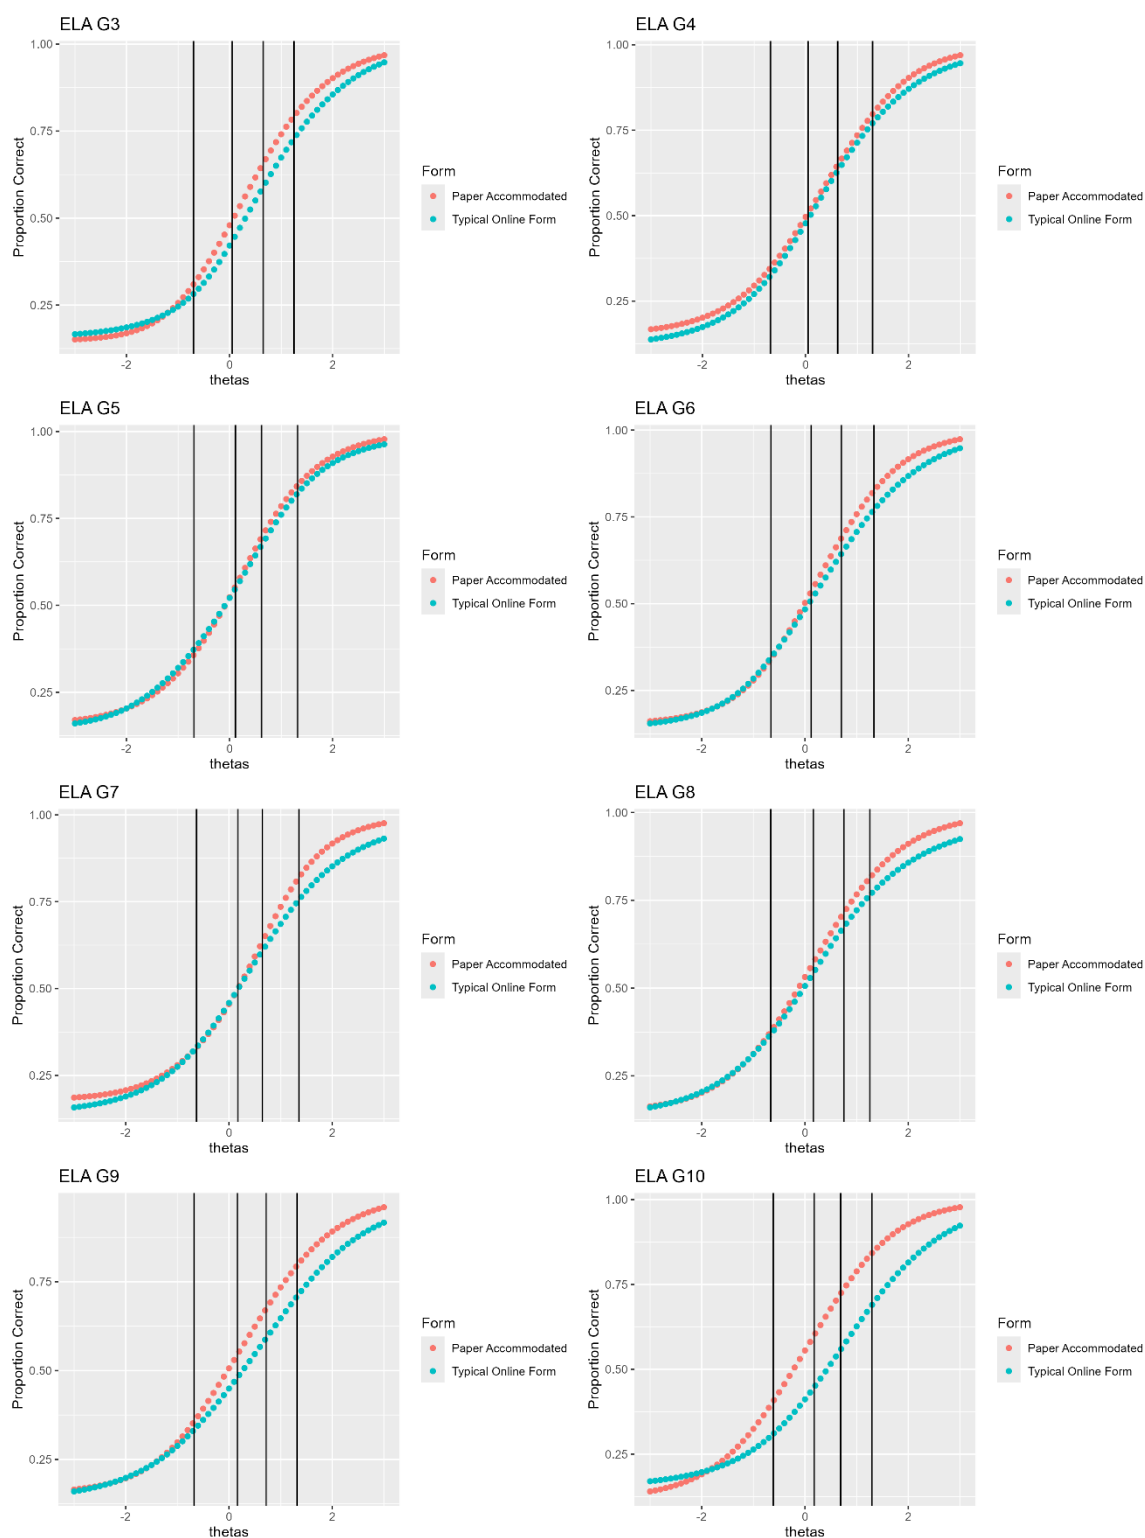 ELA G3
1.00
0.75
0.50
0.25
Proportion Correct
-2
0
2
thetas
Form
Paper Accommodated
Typical Online Form
ELA G4
1.00
0.75
0.50
0.25
Proportion Correct
-2
0
2
thetas
Form
Paper Accommodated
Typical Online Form
ELA G5
1.00
0.75
0.50
0.25
Proportion Correct
-2
0
2
thetas
Form
Paper Accommodated
Typical Online Form
ELA G6
1.00
0.75
0.50
0.25
Proportion Correct
-2
0
2
thetas
Form
Paper Accommodated
Typical Online Form
ELA G7
1.00
0.75
0.50
0.25
Proportion Correct
-2
0
2
thetas
Form
Paper Accommodated
Typical Online Form
ELA G8
1.00
0.75
0.50
0.25
Proportion Correct
-2
0
2
thetas
Form
Paper Accommodated
Typical Online Form
ELA G9
0.75
0.50
0.25
Proportion Correct
-2
0
2
thetas
Form
Paper Accommodated
Typical Online Form
ELA G10
1.00
0.75
0.50
0.25
Proportion Correct
-2
0
2
thetas
Form
Paper Accommodated
Typical Online Form